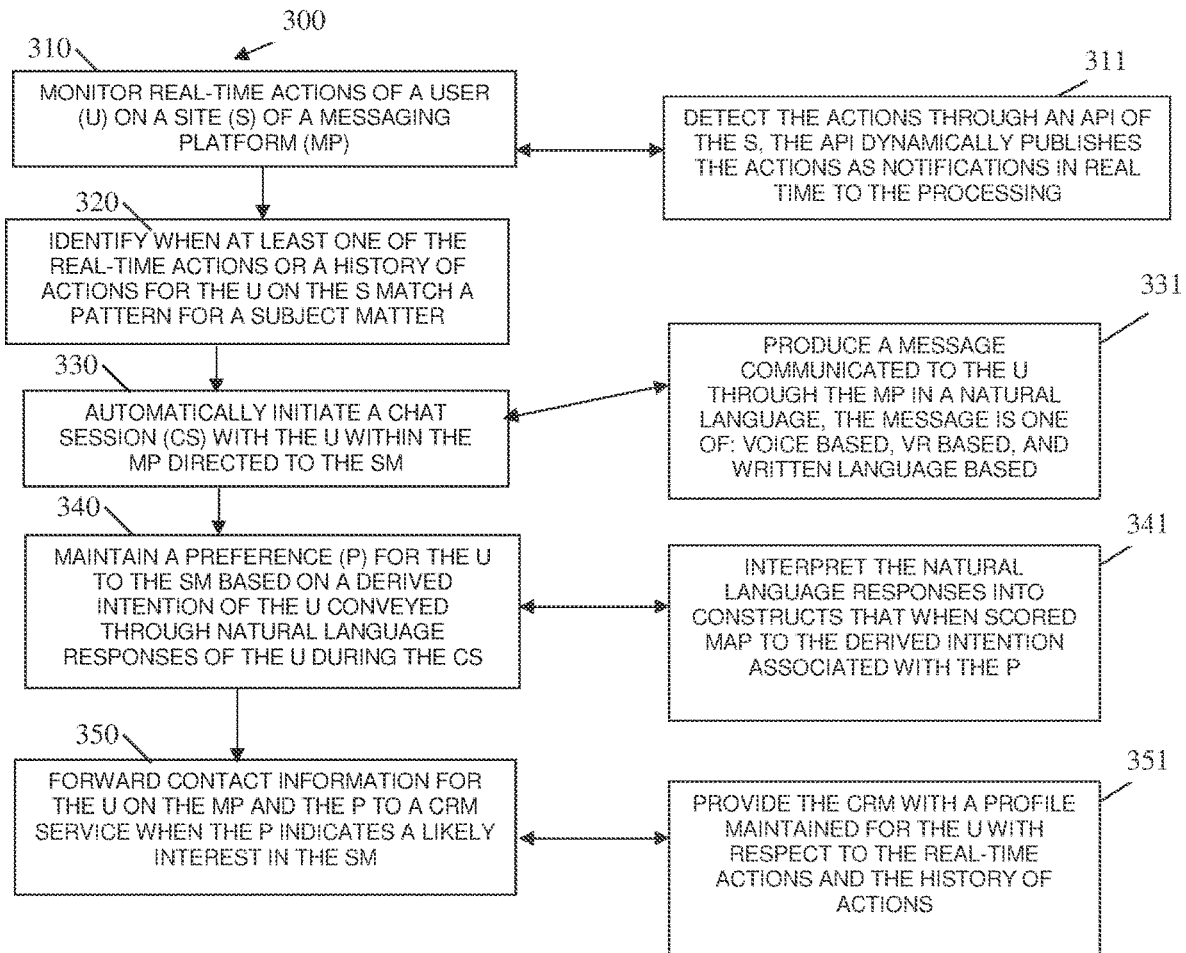 300
310
MONITOR REAL-TIME ACTIONS OF A USER
(U) ON A SITE (S) OF A MESSAGING
PLATFORM (MP)
311
DETECT THE ACTIONS THROUGH AN API OF
THE S, THE API DYNAMICALLY PUBLISHES
THE ACTIONS AS NOTIFICATIONS IN REAL
TIME TO THE PROCESSING
320
IDENTIFY WHEN AT LEAST ONE OF THE
REAL-TIME ACTIONS OR A HISTORY OF
ACTIONS FOR THE U ON THE S MATCH A
PATTERN FOR A SUBJECT MATTER
330
AUTOMATICALLY INITIATE A CHAT
SESSION (CS) WITH THE U WITHIN THE
MP DIRECTED TO THE SM
331
PRODUCE A MESSAGE
COMMUNICATED TO THE U
THROUGH THE MP IN A NATURAL
LANGUAGE, THE MESSAGE IS ONE
OF: VOICE BASED, VR BASED, AND
WRITTEN LANGUAGE BASED
340
MAINTAIN A PREFERENCE (P) FOR THE U
TO THE SM BASED ON A DERIVED
INTENTION OF THE U CONVEYED
THROUGH NATURAL LANGUAGE
RESPONSES OF THE U DURING THE CS
341
INTERPRET THE NATURAL
LANGUAGE RESPONSES INTO
CONSTRUCTS THAT WHEN SCORED
MAP TO THE DERIVED INTENTION
ASSOCIATED WITH THE P
350
FORWARD CONTACT INFORMATION FOR
THE U ON THE MP AND THE P TO A CRM
SERVICE WHEN THE P INDICATES A LIKELY
INTEREST IN THE SM
351
PROVIDE THE CRM WITH A PROFILE
MAINTAINED FOR THE U WITH
RESPECT TO THE REAL-TIME
ACTIONS AND THE HISTORY OF
ACTIONS